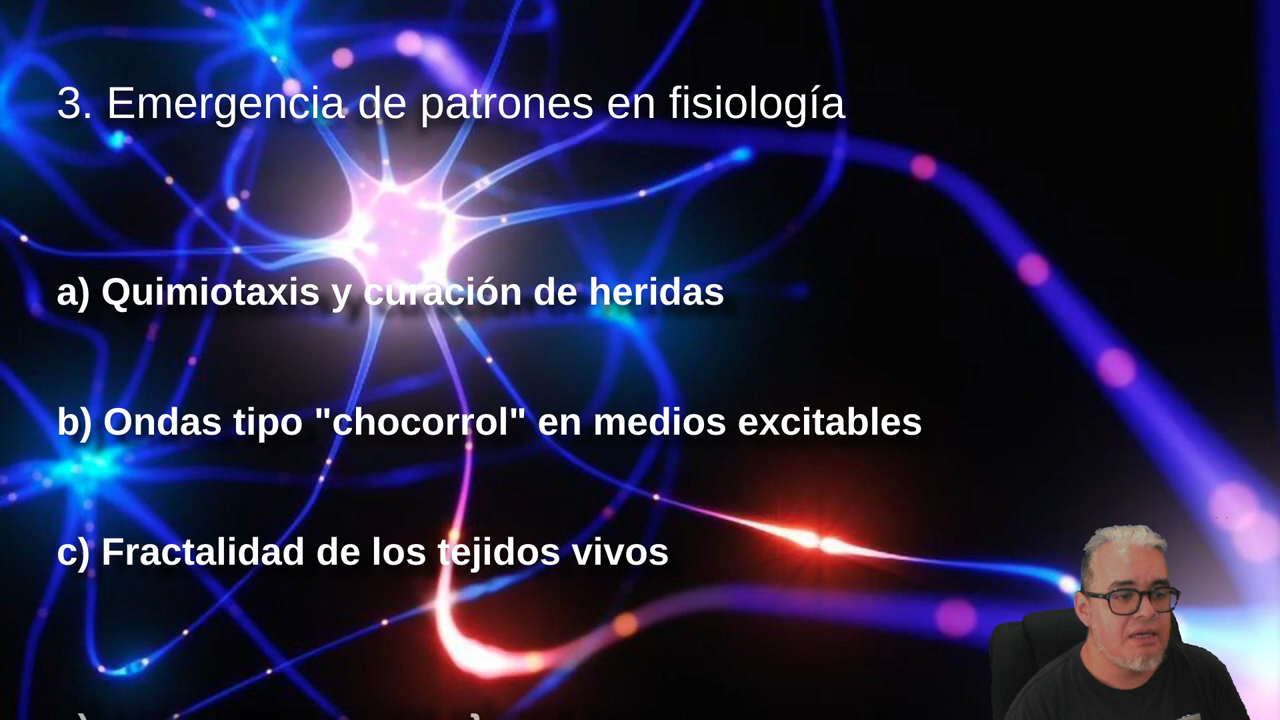 3. Emergencia de patrones en fisiología
a) Quimiotaxis y curación de heridas
b) Ondas tipo "chocorrol" en medios excitables
c) Fractalidad de los tejidos vivos